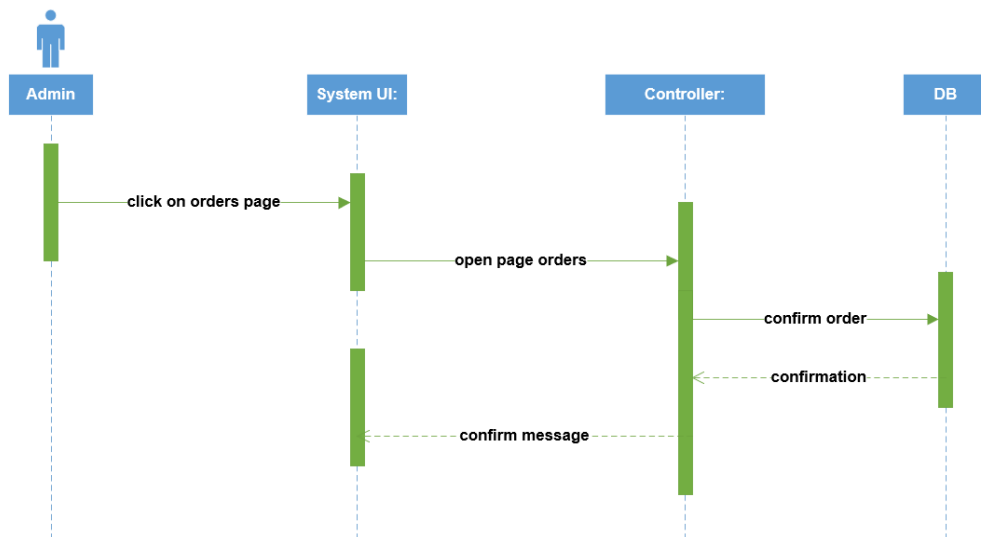 Admin
System UI:
Controller:
DB
click on orders page
open page orders
confirm order
confirmation
confirm message